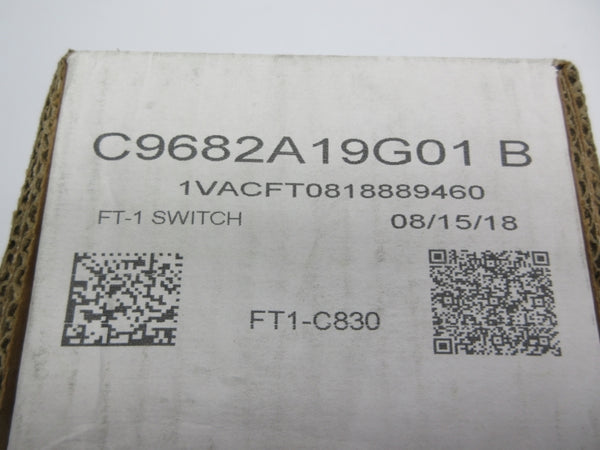 C9682A19G01 B
1VACFT0818889460
FT-1 SWITCH 08/15/18
FT1-C830